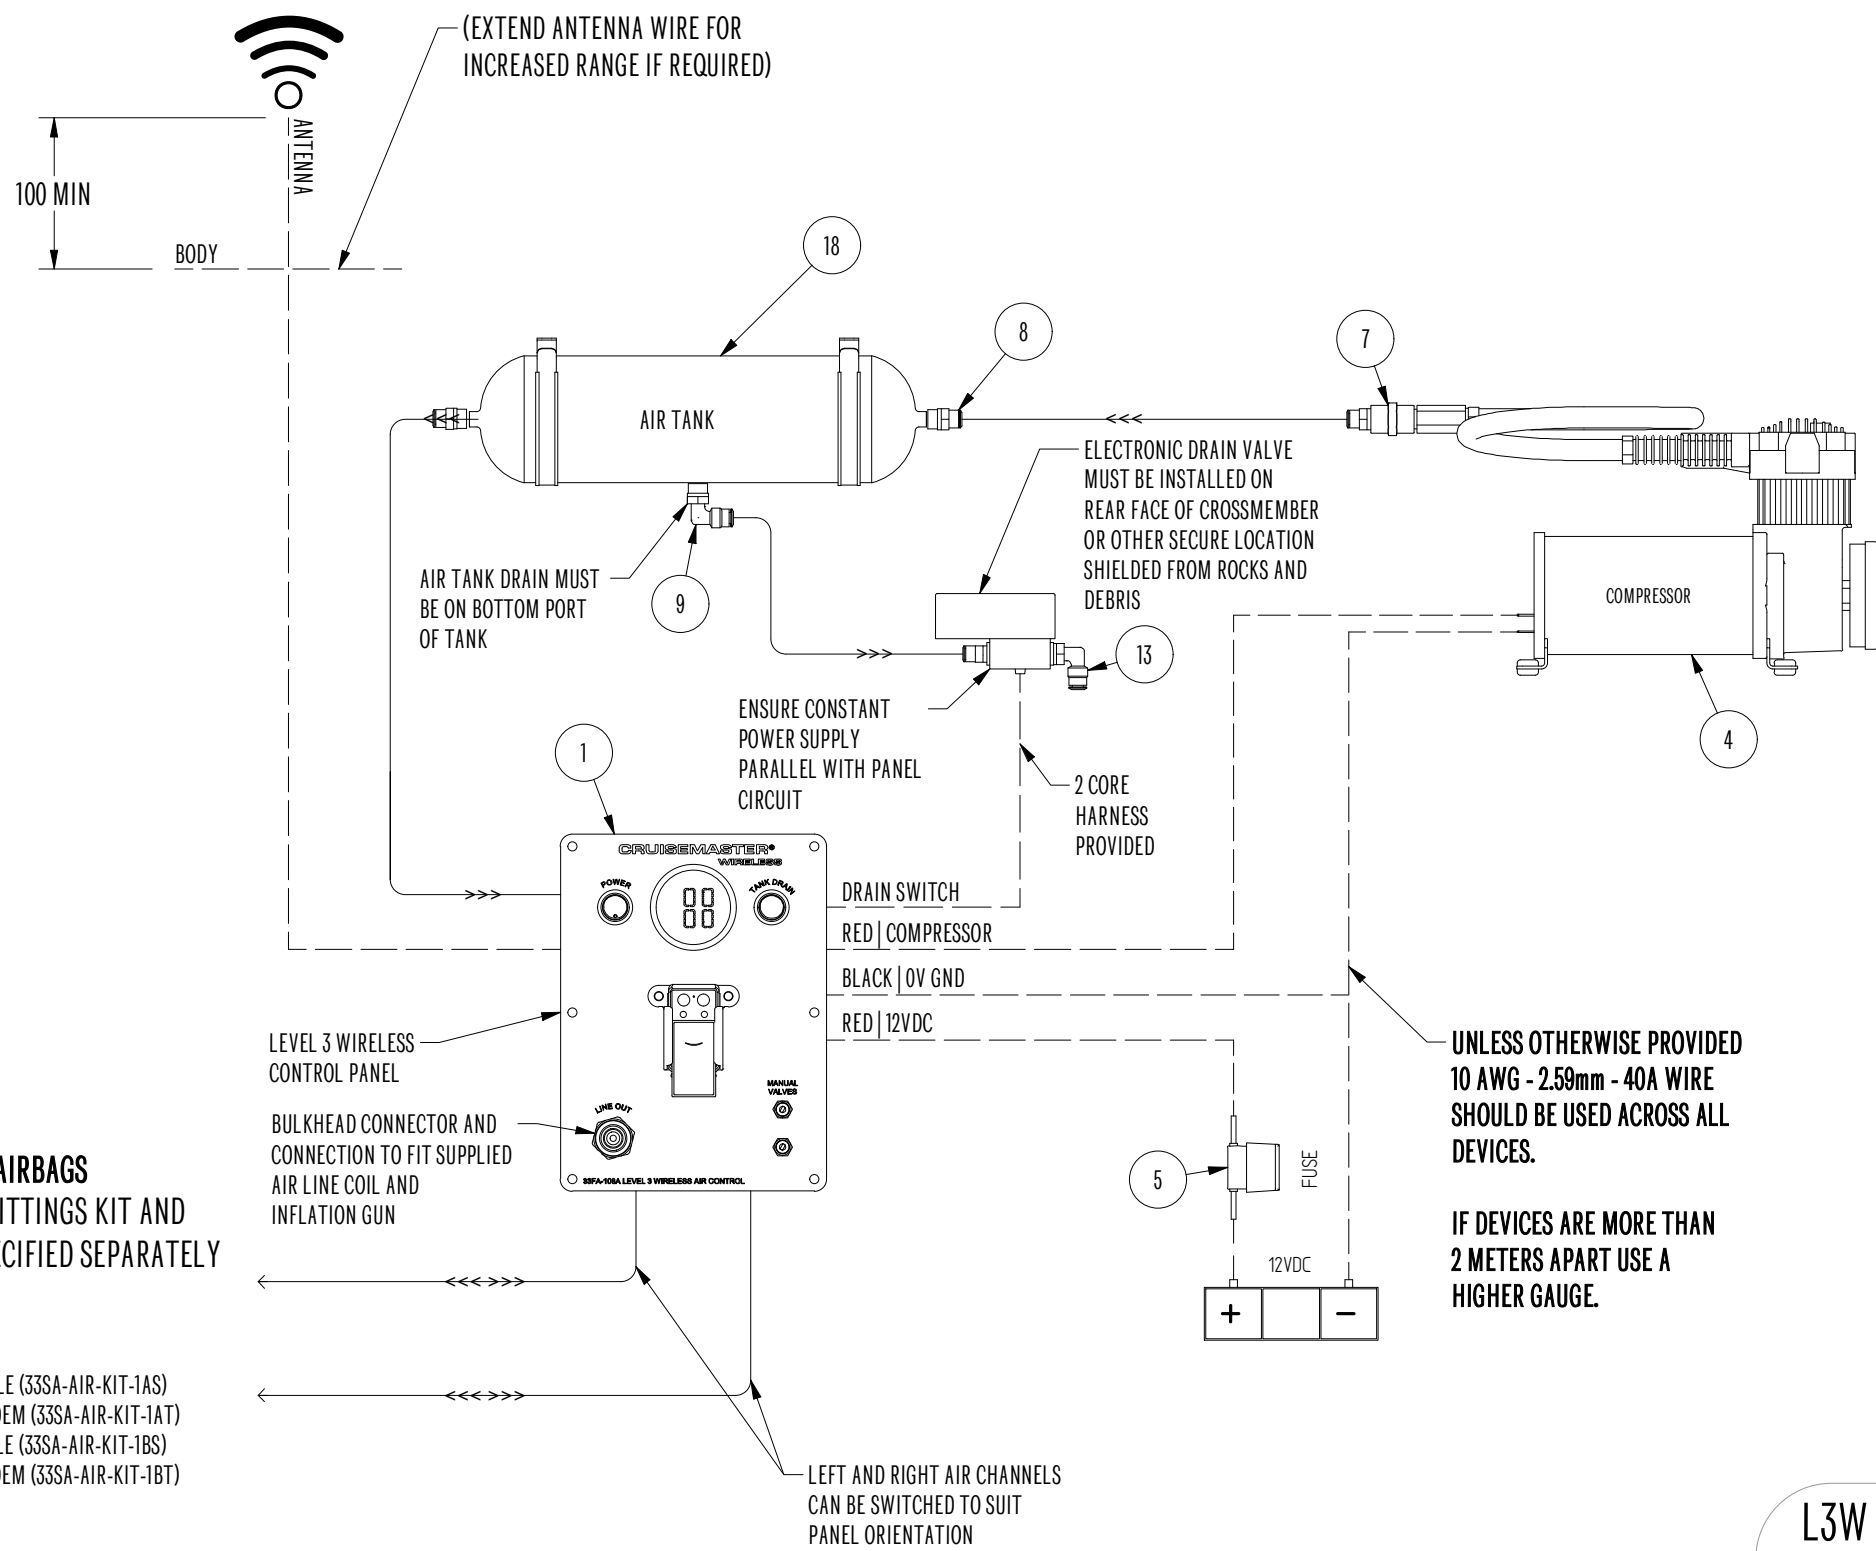 (EXTEND ANTENNA WIRE FOR
INCREASED RANGE IF REQUIRED)
ANTENNA
100 MIN
BODY
18
8
7
AIR TANK
ELECTRONIC DRAIN VALVE
MUST BE INSTALLED ON
REAR FACE OF CROSSMEMBER
OR OTHER SECURE LOCATION
SHIELDED FROM ROCKS AND
DEBRIS
AIR TANK DRAIN MUST
BE ON BOTTOM PORT
OF TANK
9
COMPRESSOR
13
4
ENSURE CONSTANT
POWER SUPPLY
PARALLEL WITH PANEL
CIRCUIT
1
2 CORE
HARNESS
PROVIDED
CRUISEMASTER®
WIRELESS
POWER
TANK DRAIN
00
00
DRAIN SWITCH
RED | COMPRESSOR
BLACK | 0V GND
RED | 12VDC
LEVEL 3 WIRELESS
CONTROL PANEL
MANUAL
VALVES
LINE OUT
BULKHEAD CONNECTOR AND
CONNECTION TO FIT SUPPLIED
AIR LINE COIL AND
INFLATION GUN
33FA-108A LEVEL 3 WIRELESS AIR CONTROL
UNLESS OTHERWISE PROVIDED
10 AWG - 2.59mm - 40A WIRE
SHOULD BE USED ACROSS ALL
DEVICES.
IF DEVICES ARE MORE THAN
2 METERS APART USE A
HIGHER GAUGE.
5
FUSE
12VDC
+ −
AIRBAGS
ITTINGS KIT AND
ECIFIED SEPARATELY
LE (33SA-AIR-KIT-1AS)
DEM (33SA-AIR-KIT-1AT)
LE (33SA-AIR-KIT-1BS)
DEM (33SA-AIR-KIT-1BT)
LEFT AND RIGHT AIR CHANNELS
CAN BE SWITCHED TO SUIT
PANEL ORIENTATION
L3W